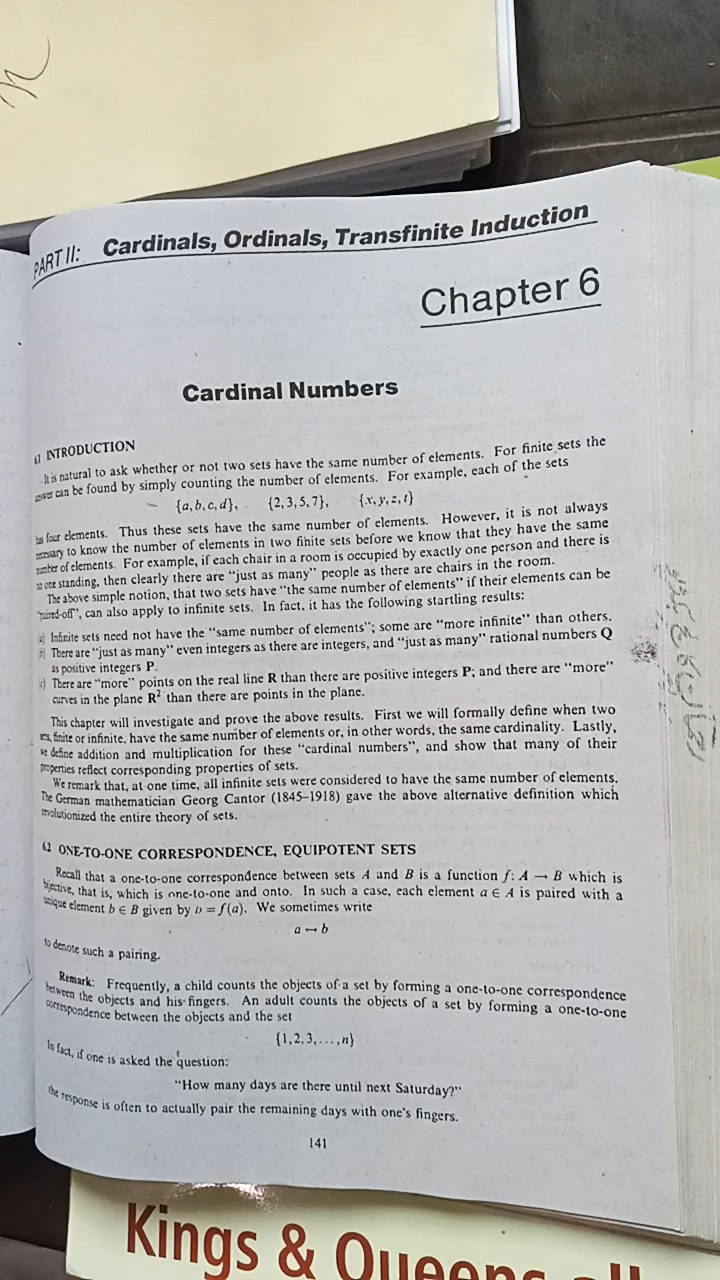 PART II: Cardinals, Ordinals, Transfinite Induction
Chapter 6
Cardinal Numbers
6.1 INTRODUCTION
It is natural to ask whether or not two sets have the same number of elements. For finite sets the
answer can be found by simply counting the number of elements. For example, each of the sets
{a, b, c, d}, {2, 3, 5, 7}, {x, y, z, t}
has four elements. Thus these sets have the same number of elements. However, it is not always
necessary to know the number of elements in two finite sets before we know that they have the same
number of elements. For example, if each chair in a room is occupied by exactly one person and there is
no one standing, then clearly there are "just as many" people as there are chairs in the room.
The above simple notion, that two sets have "the same number of elements" if their elements can be
"paired-off", can also apply to infinite sets. In fact, it has the following startling results:
(a) Infinite sets need not have the "same number of elements"; some are "more infinite" than others.
(b) There are "just as many" even integers as there are integers, and "just as many" rational numbers Q
as positive integers P.
(c) There are "more" points on the real line R than there are positive integers P; and there are "more"
curves in the plane R² than there are points in the plane.
This chapter will investigate and prove the above results. First we will formally define when two
sets, finite or infinite, have the same number of elements or, in other words, the same cardinality. Lastly,
we define addition and multiplication for these "cardinal numbers", and show that many of their
properties reflect corresponding properties of sets.
We remark that, at one time, all infinite sets were considered to have the same number of elements.
The German mathematician Georg Cantor (1845–1918) gave the above alternative definition which
revolutionized the entire theory of sets.
6.2 ONE-TO-ONE CORRESPONDENCE, EQUIPOTENT SETS
Recall that a one-to-one correspondence between sets A and B is a function f: A → B which is
bijective, that is, which is one-to-one and onto. In such a case, each element a ∈ A is paired with a
unique element b ∈ B given by b = f(a). We sometimes write
a ↔ b
to denote such a pairing.
Remark: Frequently, a child counts the objects of a set by forming a one-to-one correspondence
between the objects and his fingers. An adult counts the objects of a set by forming a one-to-one
correspondence between the objects and the set
{1, 2, 3, ..., n}
In fact, if one is asked the question:
"How many days are there until next Saturday?"
the response is often to actually pair the remaining days with one's fingers.
141
Kings & Queens